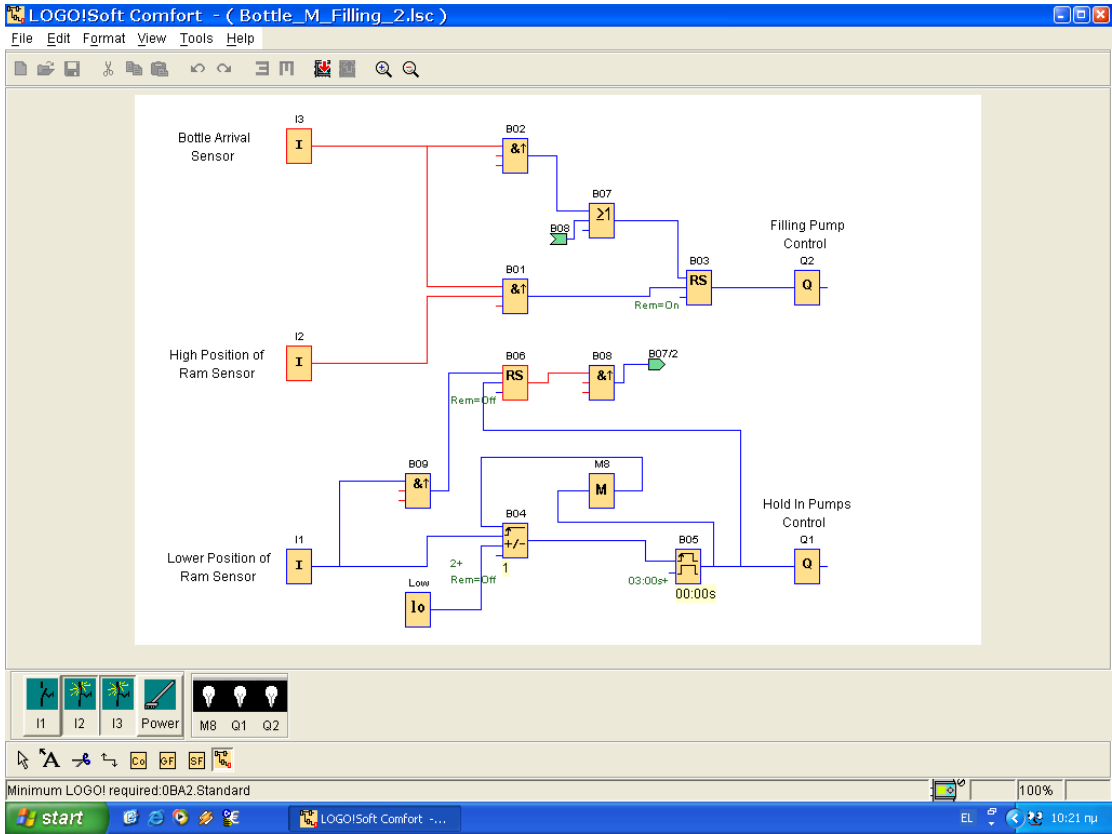 LOGO!Soft Comfort - ( Bottle_M_Filling_2.lsc )
File Edit Format View Tools Help
I3
Bottle Arrival
Sensor
I
B02
&↑
B07
≥1
B08
Filling Pump
Control
B01
&↑
B03
RS
Q2
Q
Rem=On
I2
High Position of
Ram Sensor
I
B06
RS
B08
&↑
B07/2
Rem=Off
B09
&↑
M8
M
Hold In Pumps
Control
B04
+/-
I1
Lower Position of
Ram Sensor
I
2+
Rem=Off
1
B05
Q1
Q
03:00s+
00:00s
Low
lo
I1 I2 I3 Power M8 Q1 Q2
A Co GF SF
Minimum LOGO! required:0BA2.Standard
100%
start
LOGO!Soft Comfort -...
EL
10:21 πμ